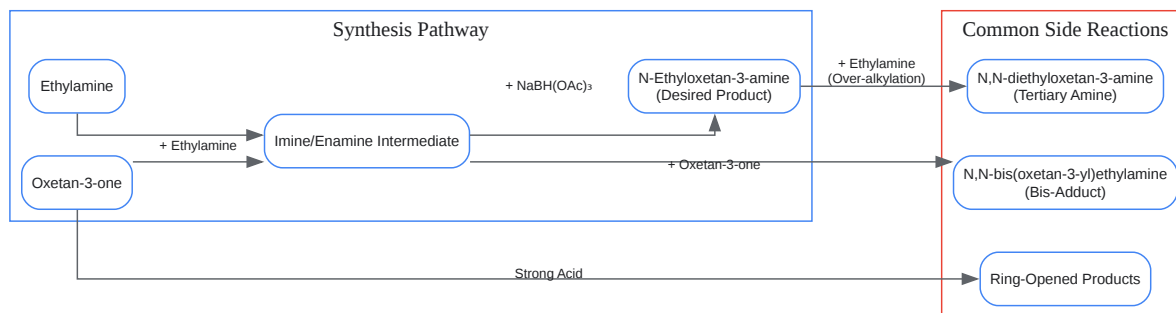 Synthesis Pathway
Common Side Reactions
Ethylamine
+ NaBH(OAc)₃
N-Ethyloxetan-3-amine
(Desired Product)
+ Ethylamine
(Over-alkylation)
N,N-diethyloxetan-3-amine
(Tertiary Amine)
+ Ethylamine
Imine/Enamine Intermediate
+ Oxetan-3-one
Oxetan-3-one
N,N-bis(oxetan-3-yl)ethylamine
(Bis-Adduct)
Strong Acid
Ring-Opened Products